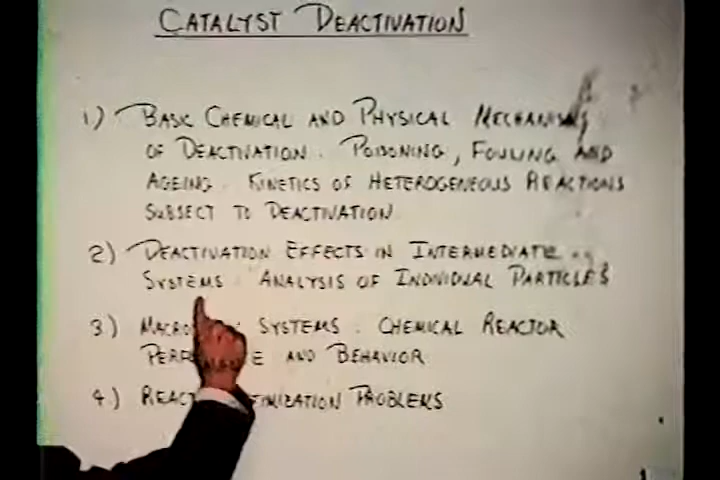 CATALYST DEACTIVATION
1) BASIC CHEMICAL AND PHYSICAL MECHANISMS
OF DEACTIVATION. POISONING, FOULING AND
AGEING. KINETICS OF HETEROGENEOUS REACTIONS
SUBJECT TO DEACTIVATION
2) DEACTIVATION EFFECTS IN INTERMEDIATE
SYSTEMS. ANALYSIS OF INDIVIDUAL PARTICLES
3) SYSTEMS. CHEMICAL REACTOR
AND BEHAVIOR
4.) PROBLEMS